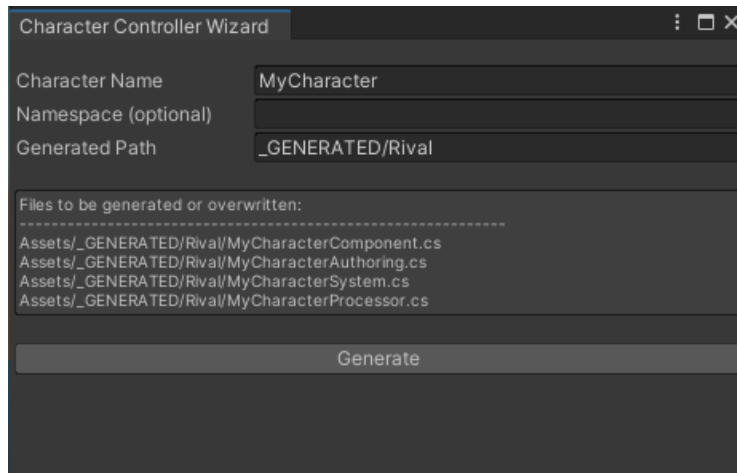 Character Controller Wizard
Character Name MyCharacter
Namespace (optional)
Generated Path _GENERATED/Rival
Files to be generated or overwritten:
------------------------------------------------------------
Assets/_GENERATED/Rival/MyCharacterComponent.cs
Assets/_GENERATED/Rival/MyCharacterAuthoring.cs
Assets/_GENERATED/Rival/MyCharacterSystem.cs
Assets/_GENERATED/Rival/MyCharacterProcessor.cs
Generate